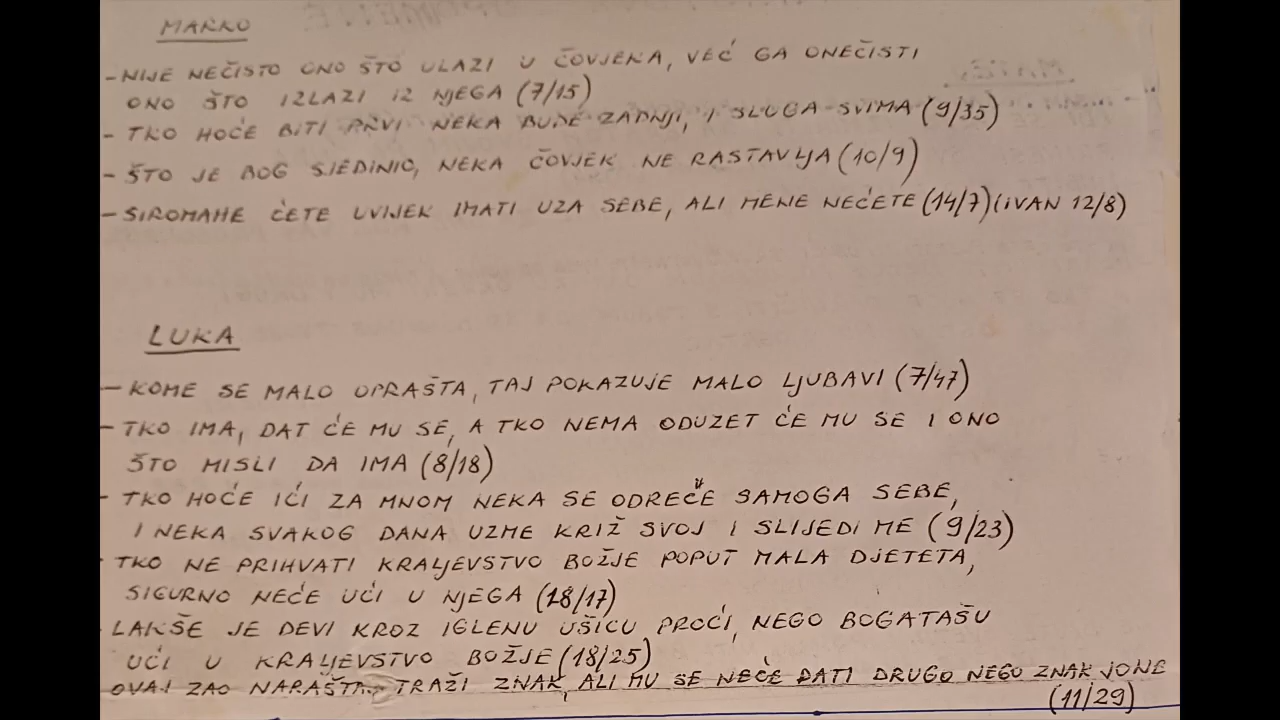 MARKO
- NIJE NEČISTO ONO ŠTO ULAZI U ČOVJEKA, VEĆ GA ONEČISTI
ONO ŠTO IZLAZI IZ NJEGA (7/15)
- TKO HOĆE BITI PRVI NEKA BUDE ZADNJI, I SLUGA SVIMA (9/35)
- ŠTO JE BOG SJEDINIO, NEKA ČOVJEK NE RASTAVLJA (10/9)
- SIROMAHE ĆETE UVIJEK IMATI UZA SEBE, ALI MENE NEĆETE (14/7) (IVAN 12/8)
LUKA
- KOME SE MALO OPRAŠTA, TAJ POKAZUJE MALO LJUBAVI (7/47)
- TKO IMA, DAT ĆE MU SE, A TKO NEMA ODUZET ĆE MU SE I ONO
ŠTO MISLI DA IMA (8/18)
- TKO HOĆE IĆI ZA MNOM NEKA SE ODREČE SAMOGA SEBE,
I NEKA SVAKOG DANA UZME KRIŽ SVOJ I SLIJEDI ME (9/23)
- TKO NE PRIHVATI KRALJEVSTVO BOŽJE POPUT MALA DJETETA,
SIGURNO NEĆE UĆI U NJEGA (18/17)
- LAKŠE JE DEVI KROZ IGLENU UŠICU PROĆI, NEGO BOGATAŠU
UĆI U KRALJEVSTVO BOŽJE (18/25)
OVAJ ZAO NARAŠTAJ TRAŽI ZNAK, ALI MU SE NEĆE DATI DRUGO NEGO ZNAK JONE
(11/29)